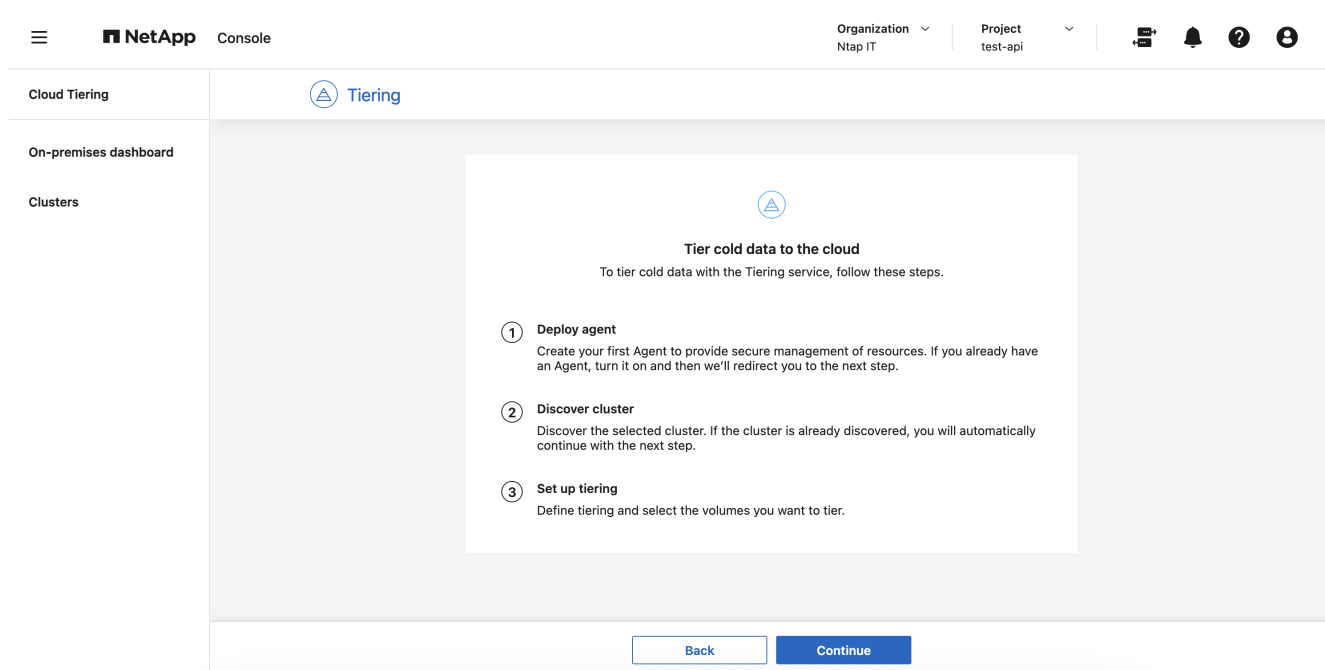 NetApp Console
Organization
Ntap IT
Project
test-api
Cloud Tiering
Tiering
On-premises dashboard
Clusters
Tier cold data to the cloud
To tier cold data with the Tiering service, follow these steps.
1 Deploy agent
Create your first Agent to provide secure management of resources. If you already have
an Agent, turn it on and then we'll redirect you to the next step.
2 Discover cluster
Discover the selected cluster. If the cluster is already discovered, you will automatically
continue with the next step.
3 Set up tiering
Define tiering and select the volumes you want to tier.
Back
Continue